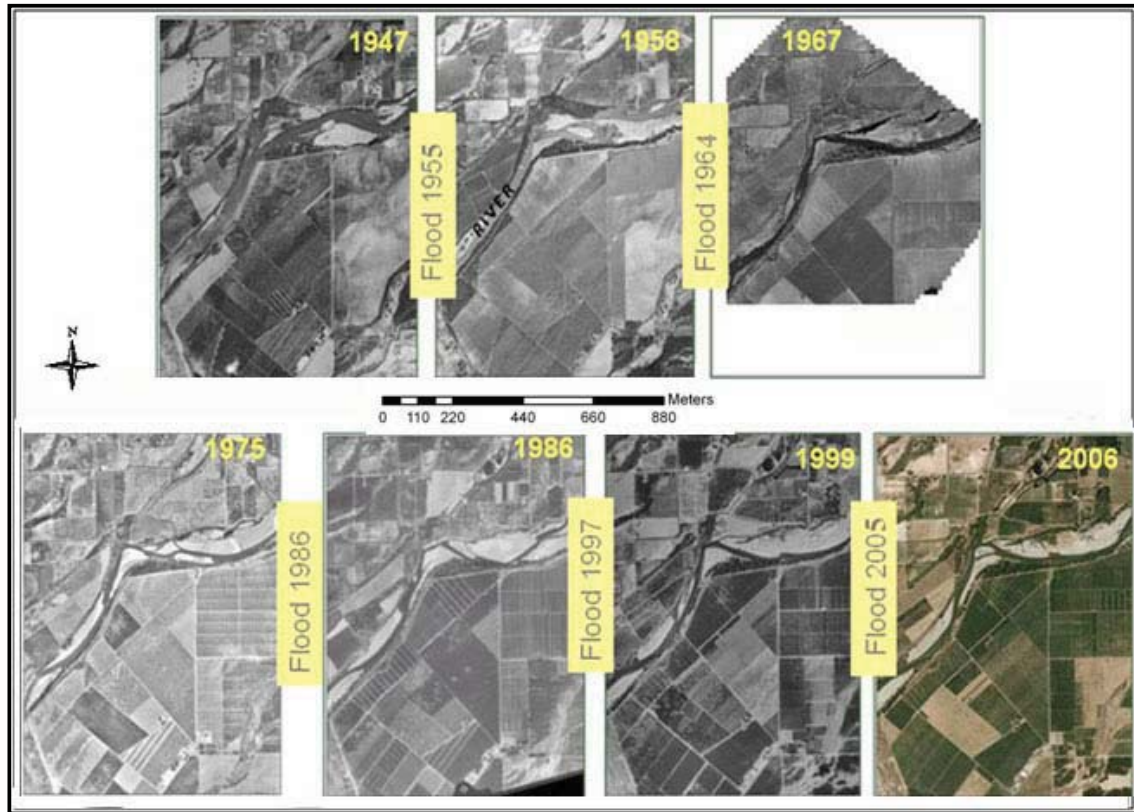 1947
1958
1967
Flood 1955
Flood 1964
RIVER
N
Meters
0 110 220 440 660 880
1975
1986
1999
2006
Flood 1986
Flood 1997
Flood 2005